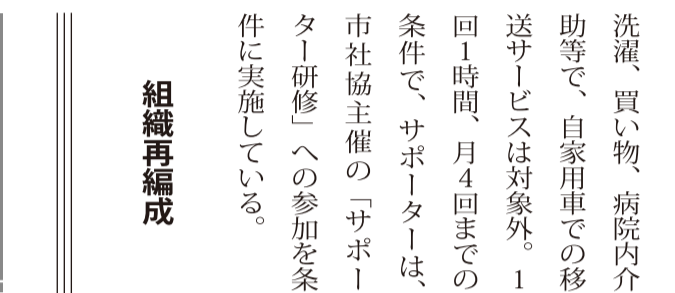 洗濯、買い物、病院内介
助等で、自家用車での移
送サービスは対象外。1
回1時間、月4回までの
条件で、サポーターは、
市社協主催の「サポー
ター研修」への参加を条
件に実施している。
組織再編成